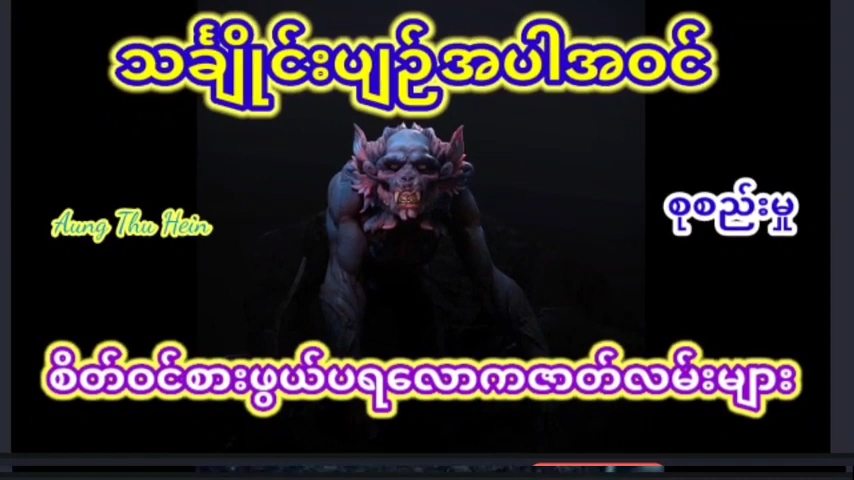 သင်္ချိုင်းပျဉ်အပါအဝင်
Aung Thu Hein
စုစည်းမှု
စိတ်ဝင်စားဖွယ်ပရလောကဇာတ်လမ်းများ